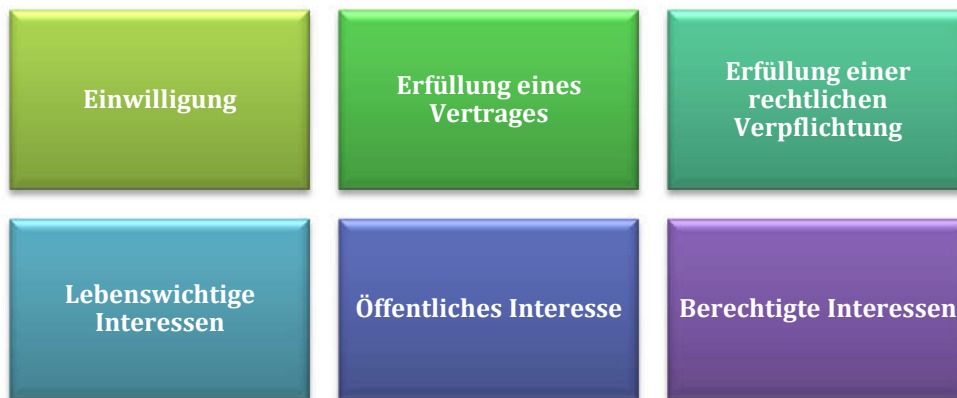 Einwilligung
Erfüllung eines
Vertrages
Erfüllung einer
rechtlichen
Verpflichtung
Lebenswichtige
Interessen
Öffentliches Interesse
Berechtigte Interessen